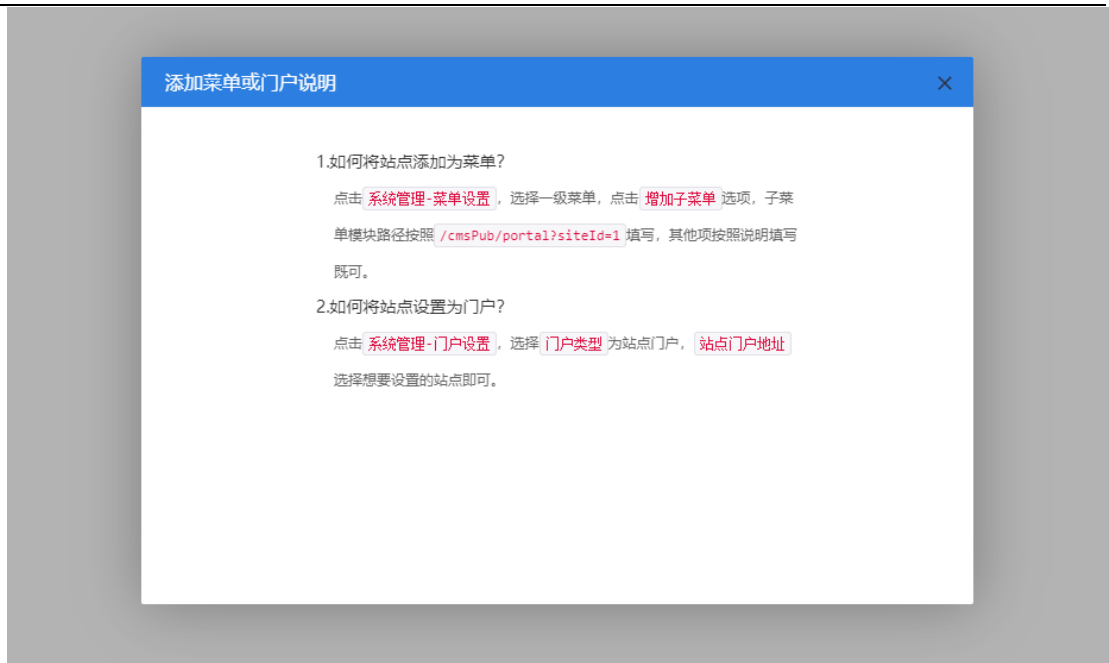 添加菜单或门户说明
1.如何将站点添加为菜单?
点击 系统管理-菜单设置 ，选择一级菜单，点击 增加子菜单 选项，子菜
单模块路径按照 /cmsPub/portal?siteId=1 填写，其他项按照说明填写
既可。
2.如何将站点设置为门户?
点击 系统管理-门户设置 ，选择 门户类型 为站点门户， 站点门户地址
选择想要设置的站点即可。